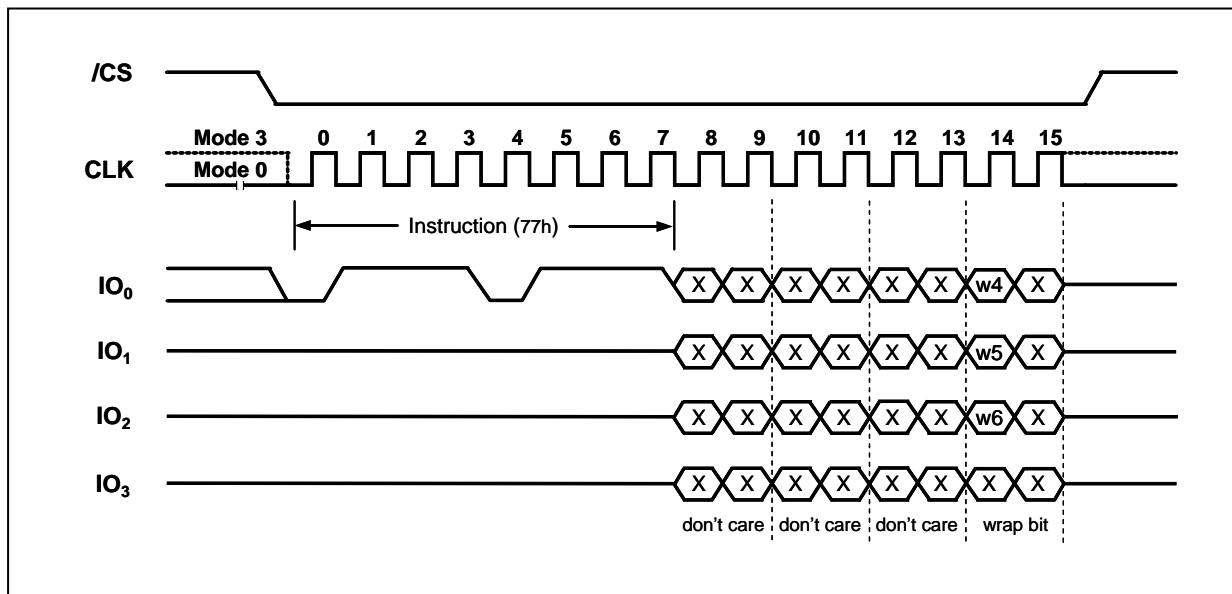 /CS
Mode 3 0 1 2 3 4 5 6 7 8 9 10 11 12 13 14 15
CLK Mode 0
Instruction (77h)
IO0 X X X X X X w4 X
IO1 X X X X X X w5 X
IO2 X X X X X X w6 X
IO3 X X X X X X X X
don't care don't care don't care wrap bit